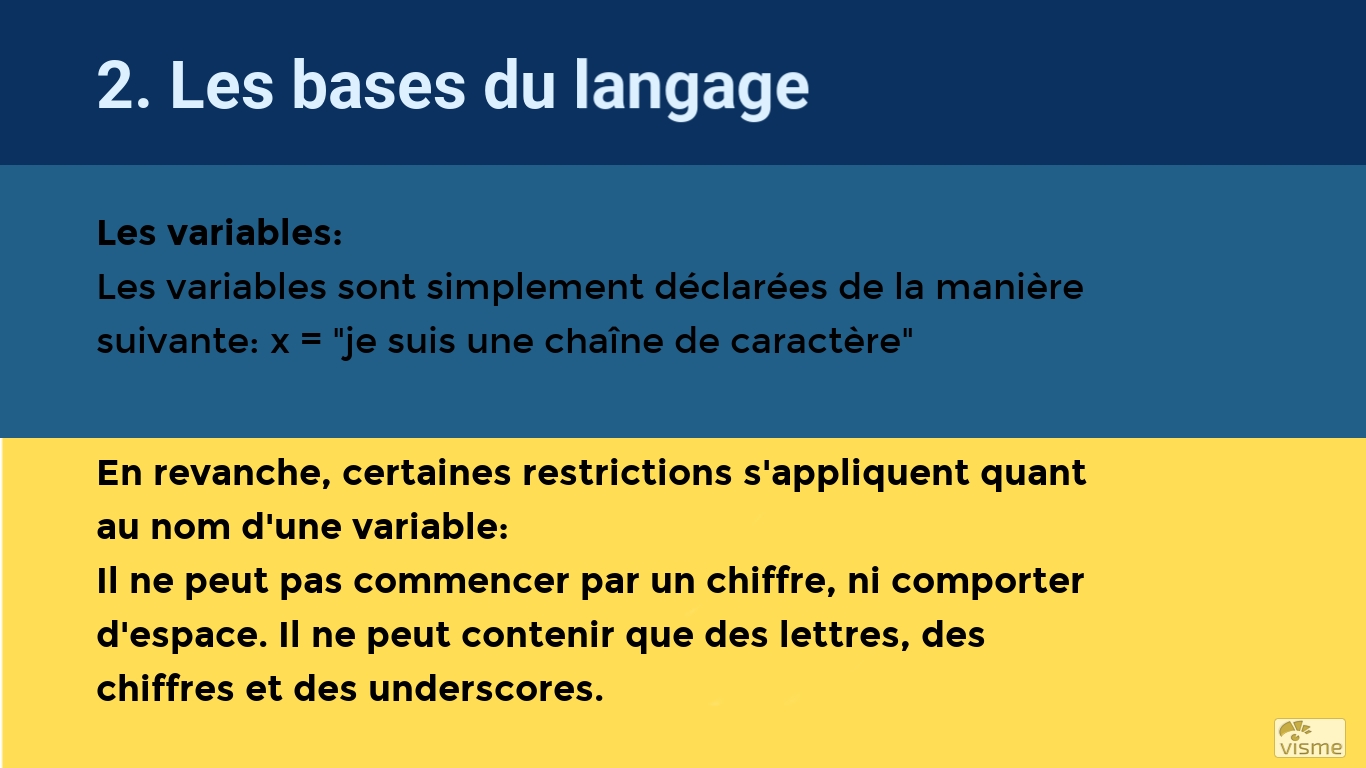 2. Les bases du langage
Les variables:
Les variables sont simplement déclarées de la manière
suivante: x = "je suis une chaîne de caractère"
En revanche, certaines restrictions s'appliquent quant
au nom d'une variable:
Il ne peut pas commencer par un chiffre, ni comporter
d'espace. Il ne peut contenir que des lettres, des
chiffres et des underscores.
visme